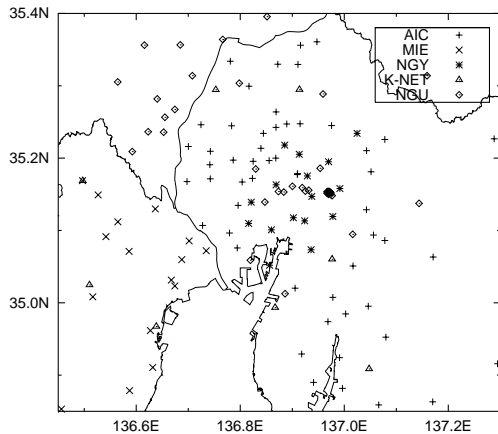 35.4N
AIC
MIE
NGY
K-NET
NGU
35.2N
35.0N
136.6E 136.8E 137.0E 137.2E